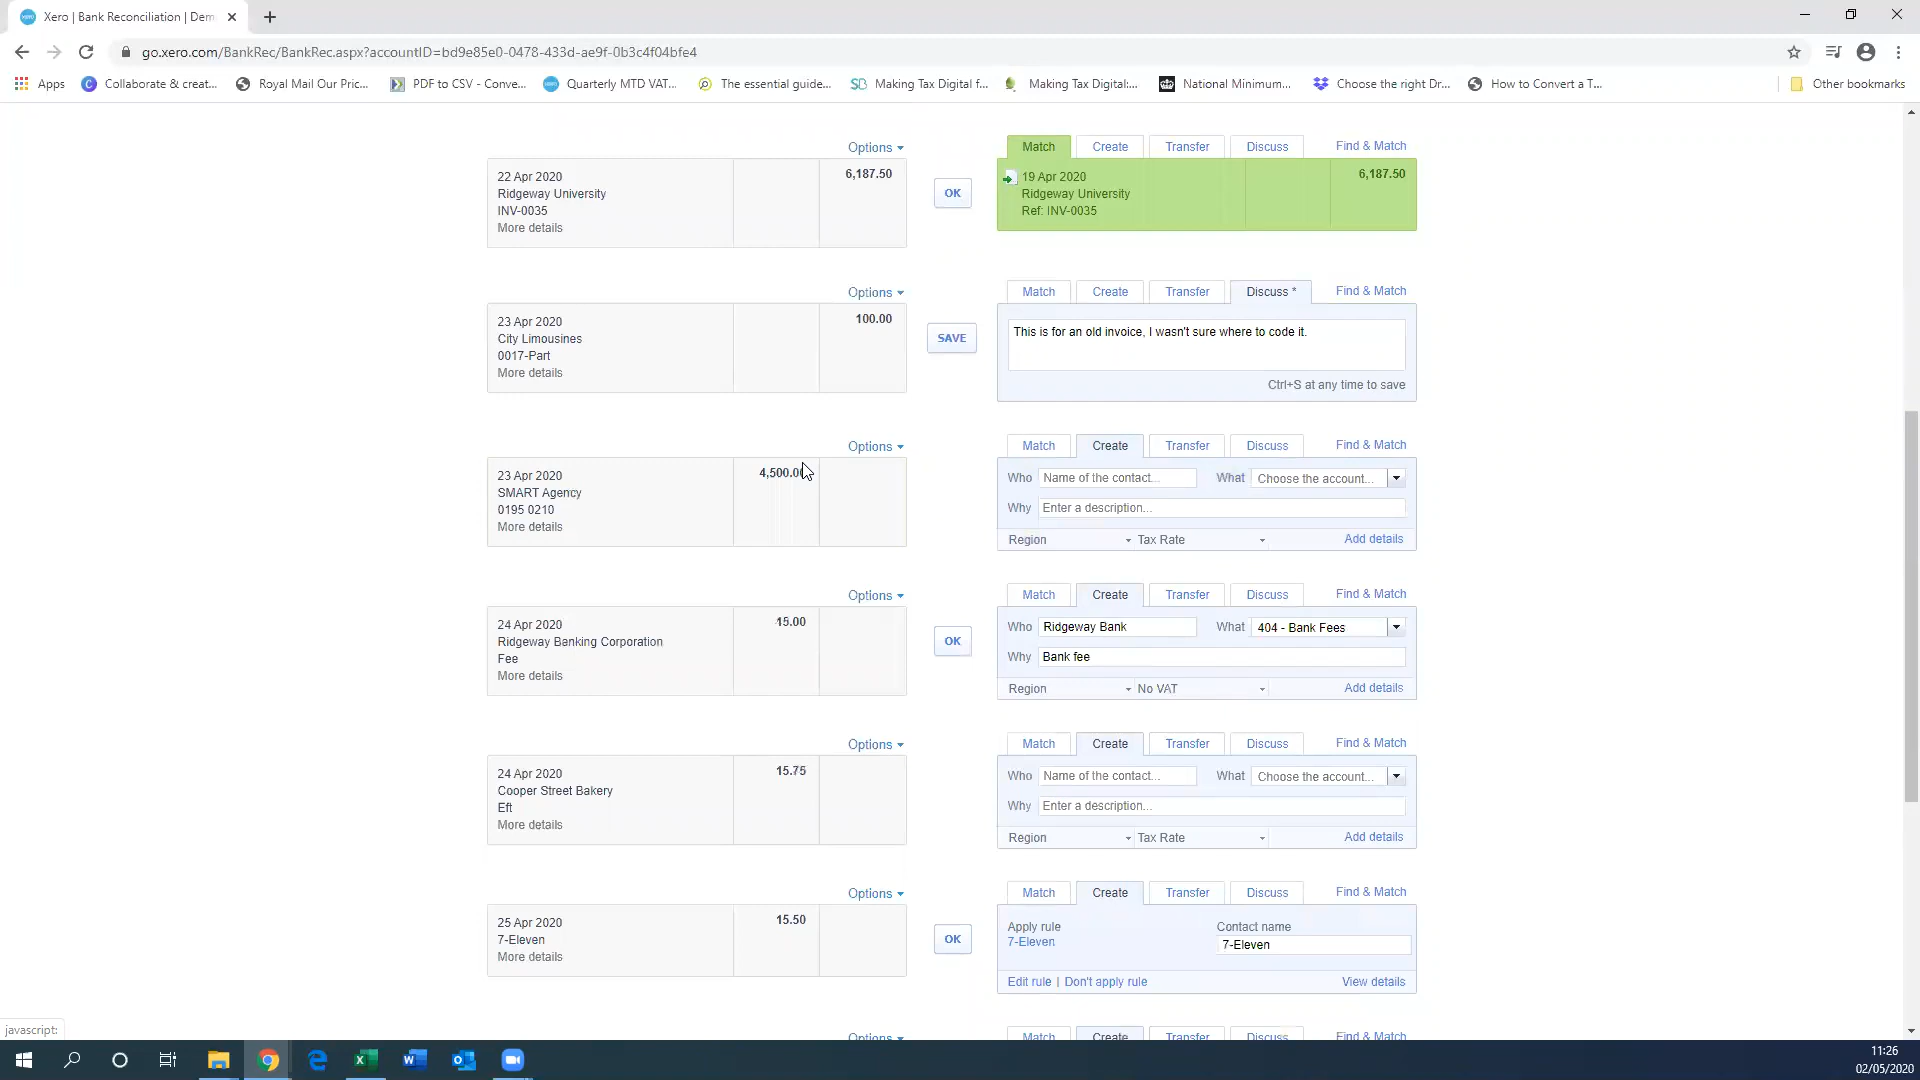 Xero | Bank Reconciliation | Dem
go.xero.com/BankRec/BankRec.aspx?accountID=bd9e85e0-0478-433d-ae9f-0b3c4f04bfe4
Apps
Collaborate & creat...
Royal Mail Our Pric...
PDF to CSV - Conve...
Quarterly MTD VAT...
The essential guide...
Making Tax Digital f...
Making Tax Digital:...
National Minimum...
Choose the right Dr...
How to Convert a T...
Other bookmarks
Options
22 Apr 2020
Ridgeway University
INV-0035
More details
6,187.50
OK
Match Create Transfer Discuss Find & Match
19 Apr 2020
Ridgeway University
Ref: INV-0035
6,187.50
Options
23 Apr 2020
City Limousines
0017-Part
More details
100.00
SAVE
Match Create Transfer Discuss * Find & Match
This is for an old invoice, I wasn't sure where to code it.
Ctrl+S at any time to save
Options
23 Apr 2020
SMART Agency
0195 0210
More details
4,500.00
Match Create Transfer Discuss Find & Match
Who Name of the contact... What Choose the account...
Why Enter a description...
Region Tax Rate Add details
Options
24 Apr 2020
Ridgeway Banking Corporation
Fee
More details
15.00
OK
Match Create Transfer Discuss Find & Match
Who Ridgeway Bank What 404 - Bank Fees
Why Bank fee
Region No VAT Add details
Options
24 Apr 2020
Cooper Street Bakery
Eft
More details
15.75
Match Create Transfer Discuss Find & Match
Who Name of the contact... What Choose the account...
Why Enter a description...
Region Tax Rate Add details
Options
25 Apr 2020
7-Eleven
More details
15.50
OK
Match Create Transfer Discuss Find & Match
Apply rule Contact name
7-Eleven 7-Eleven
Edit rule | Don't apply rule View details
Options
Match Create Transfer Discuss Find & Match
javascript:
11:26
02/05/2020